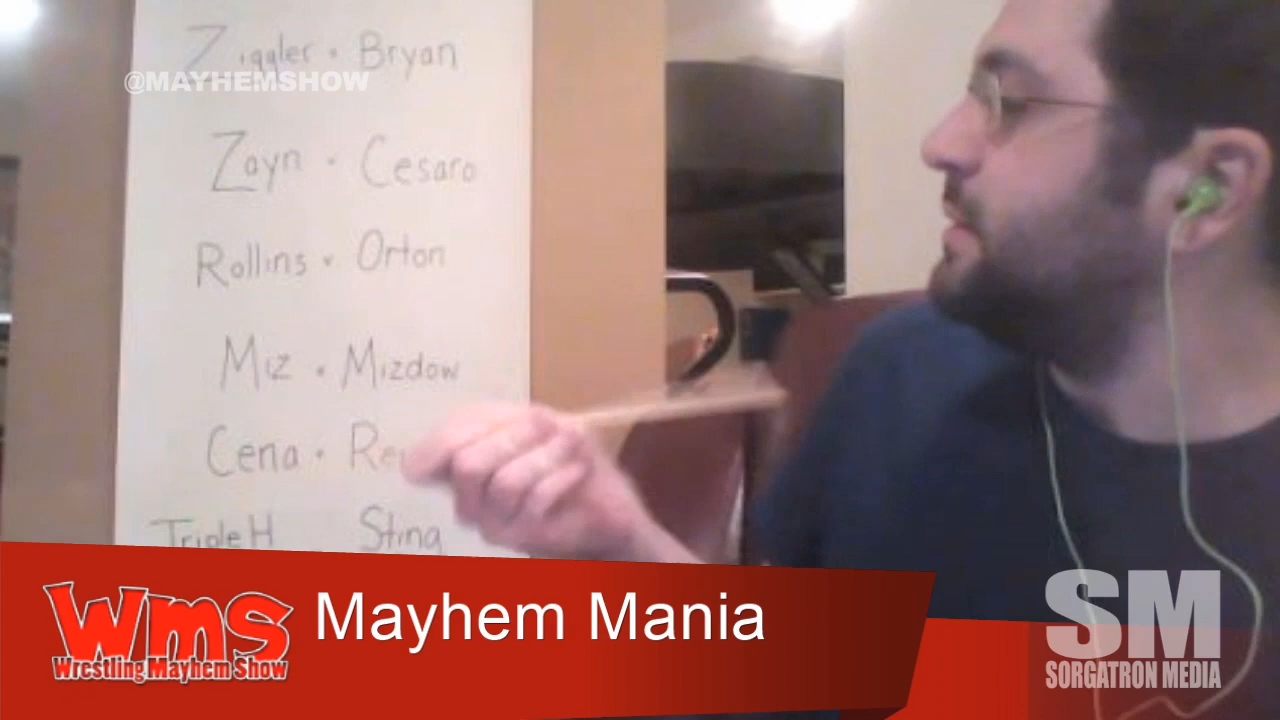 Ziggler · Bryan
@MAYHEMSHOW
Zayn · Cesaro
Rollins · Orton
Miz · Mizdow
Cena ·
Triple H Sting
WMS
Wrestling Mayhem Show
Mayhem Mania
SM
SORGATRON MEDIA